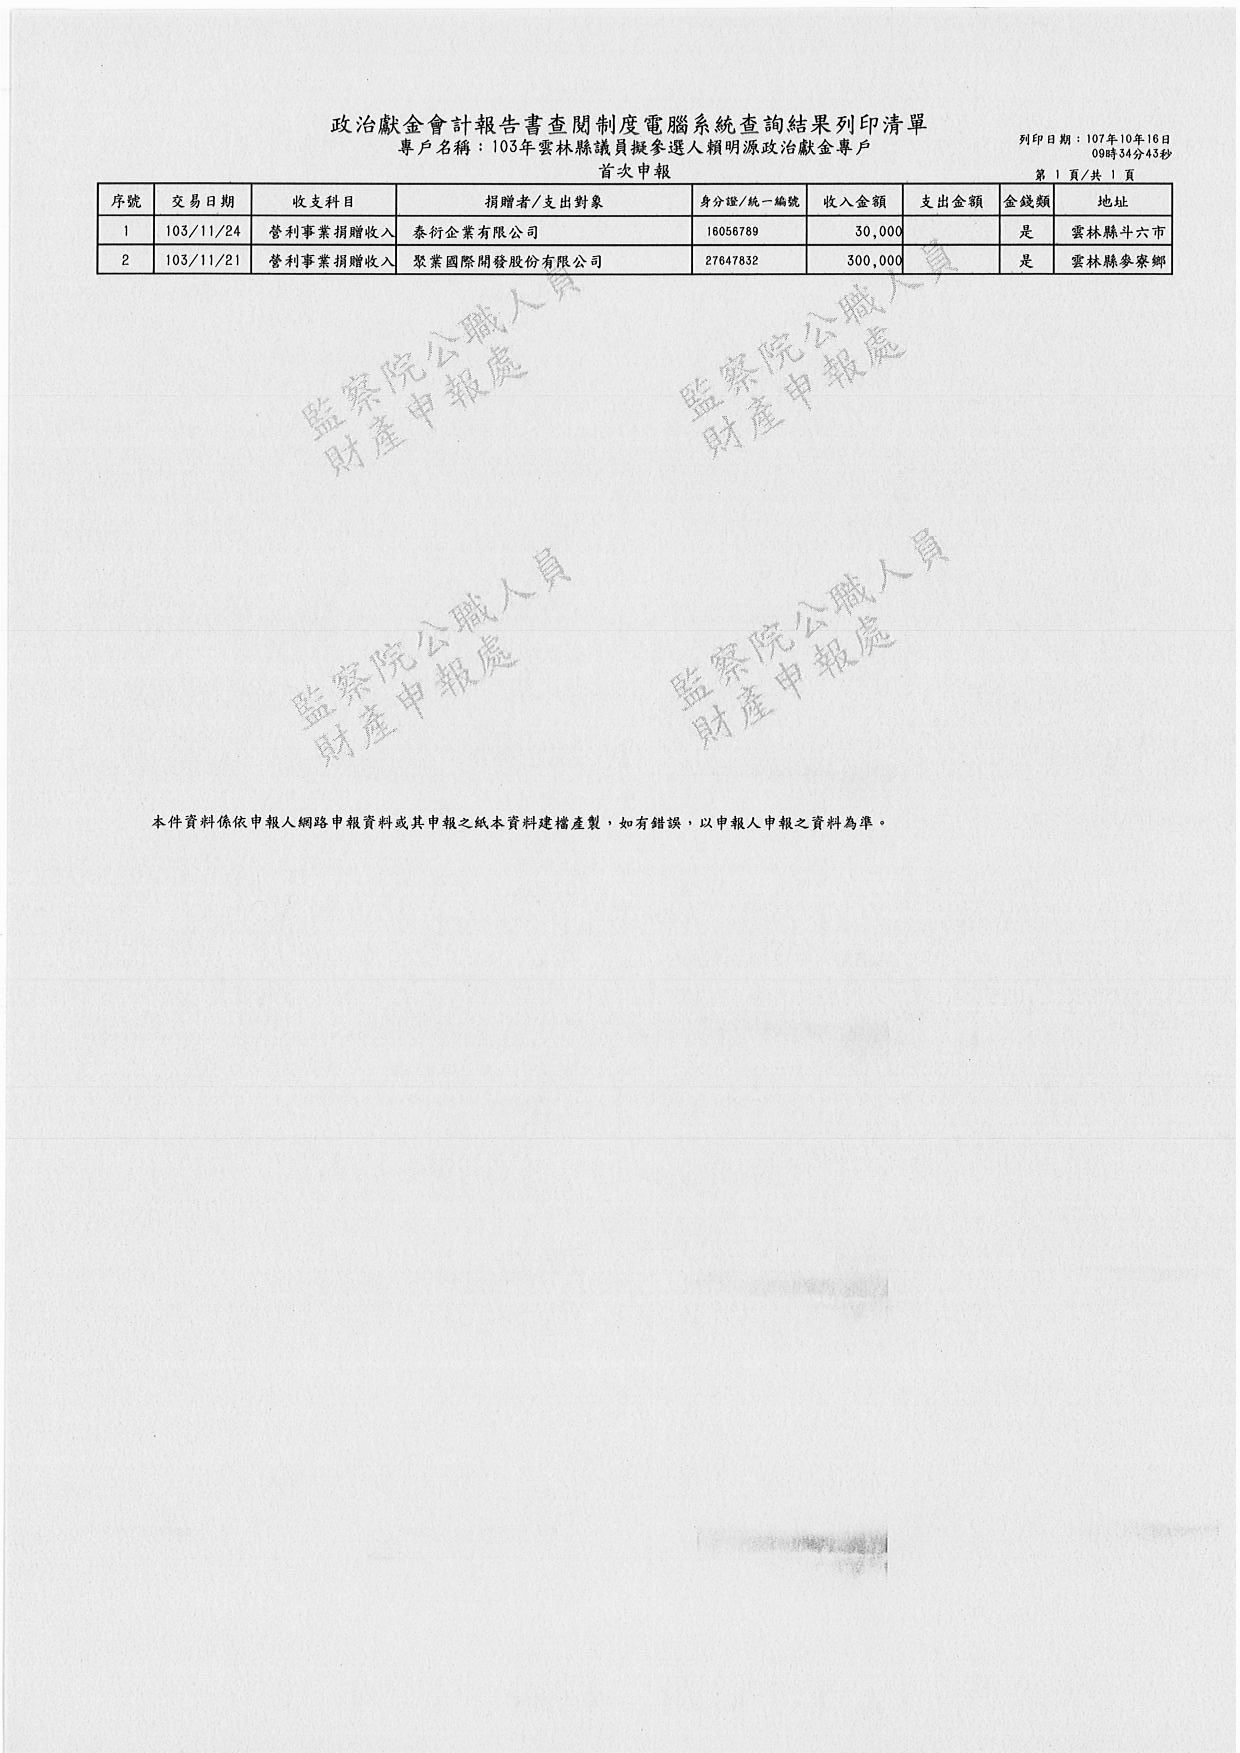 政治獻金會計報告書查閱制度電腦系統查詢結果列印清單
專戶名稱：103年雲林縣議員擬參選人賴明源政治獻金專戶
列印日期：107年10年16日
09時34分43秒
首次申報
第 1 頁/共 1 頁
序號 交易日期 收支科目 捐贈者/支出對象 身分證/統一編號 收入金額 支出金額 金錢類 地址
1 103/11/24 營利事業捐贈收入 泰衍企業有限公司 16056789 30,000 是 雲林縣斗六市
2 103/11/21 營利事業捐贈收入 聚業國際開發股份有限公司 27647832 300,000 是 雲林縣麥寮鄉
監察院公職人員
財產申報處
監察院公職人員
財產申報處
監察院公職人員
財產申報處
監察院公職人員
財產申報處
本件資料係依申報人網路申報資料或其申報之紙本資料建檔產製，如有錯誤，以申報人申報之資料為準。